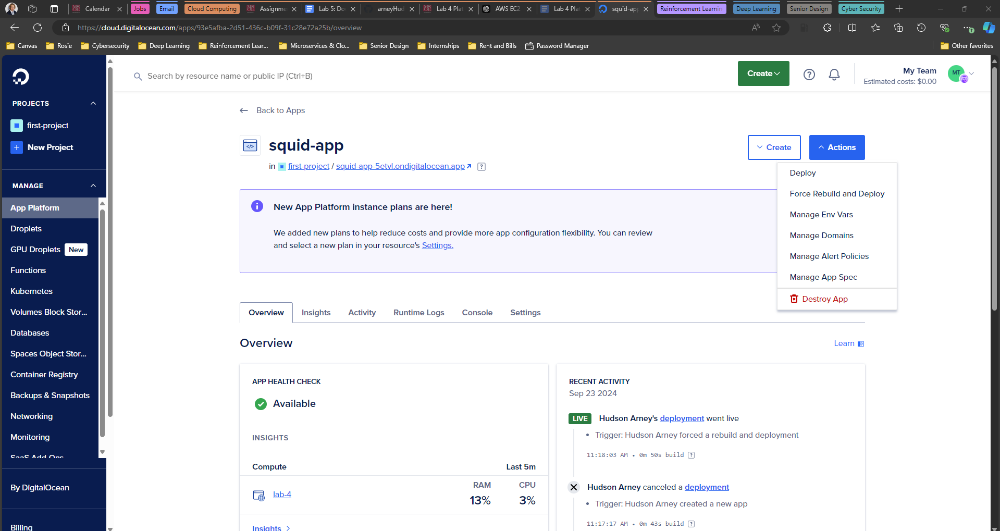 Calendar
Jobs
Email
Cloud Computing
Assignme
Lab 5: Do
arneyHud
Lab 4 Plat
AWS EC2
Lab 4 Plat
squid-app
Reinforcement Learnin
Deep Learning
Senior Design
Cyber Security
https://cloud.digitalocean.com/apps/93e5afba-2d51-436c-b09f-31c28e72a25b/overview
Canvas
Rosie
Cybersecurity
Deep Learning
Reinforcement Lear...
Microservices & Clo...
Senior Design
Internships
Rent and Bills
Password Manager
Other favorites
PROJECTS
first-project
+ New Project
MANAGE
App Platform
Droplets
GPU Droplets New
Functions
Kubernetes
Volumes Block Stor...
Databases
Spaces Object Stor...
Container Registry
Backups & Snapshots
Networking
Monitoring
SaaS Add-Ons
By DigitalOcean
Billing
Search by resource name or public IP (Ctrl+B)
Create
?
My Team
Estimated costs: $0.00
MT
← Back to Apps
</>
squid-app
in first-project / squid-app-5etvl.ondigitalocean.app ?
Create
Actions
Deploy
Force Rebuild and Deploy
Manage Env Vars
Manage Domains
Manage Alert Policies
Manage App Spec
Destroy App
New App Platform instance plans are here!
We added new plans to help reduce costs and provide more app configuration flexibility. You can review
and select a new plan in your resource's Settings.
Overview
Insights
Activity
Runtime Logs
Console
Settings
Overview
Learn
APP HEALTH CHECK
Available
INSIGHTS
Compute
Last 5m
RAM
CPU
lab-4
13%
3%
Insights >
RECENT ACTIVITY
Sep 23 2024
LIVE Hudson Arney's deployment went live
• Trigger: Hudson Arney forced a rebuild and deployment
11:18:03 AM • 0m 50s build ?
Hudson Arney canceled a deployment
• Trigger: Hudson Arney created a new app
11:17:17 AM • 0m 43s build ?